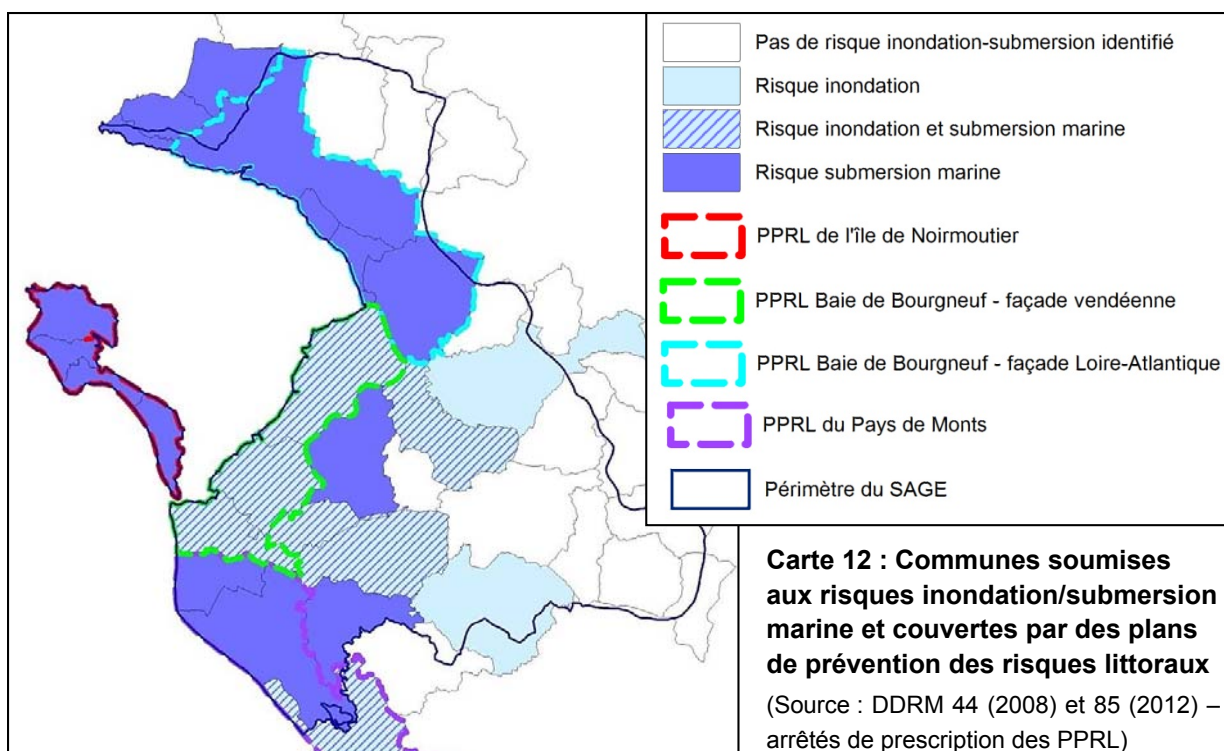 Pas de risque inondation-submersion identifié
Risque inondation
Risque inondation et submersion marine
Risque submersion marine
PPRL de l'île de Noirmoutier
PPRL Baie de Bourgneuf - façade vendéenne
PPRL Baie de Bourgneuf - façade Loire-Atlantique
PPRL du Pays de Monts
Périmètre du SAGE
Carte 12 : Communes soumises
aux risques inondation/submersion
marine et couvertes par des plans
de prévention des risques littoraux
(Source : DDRM 44 (2008) et 85 (2012) –
arrêtés de prescription des PPRL)